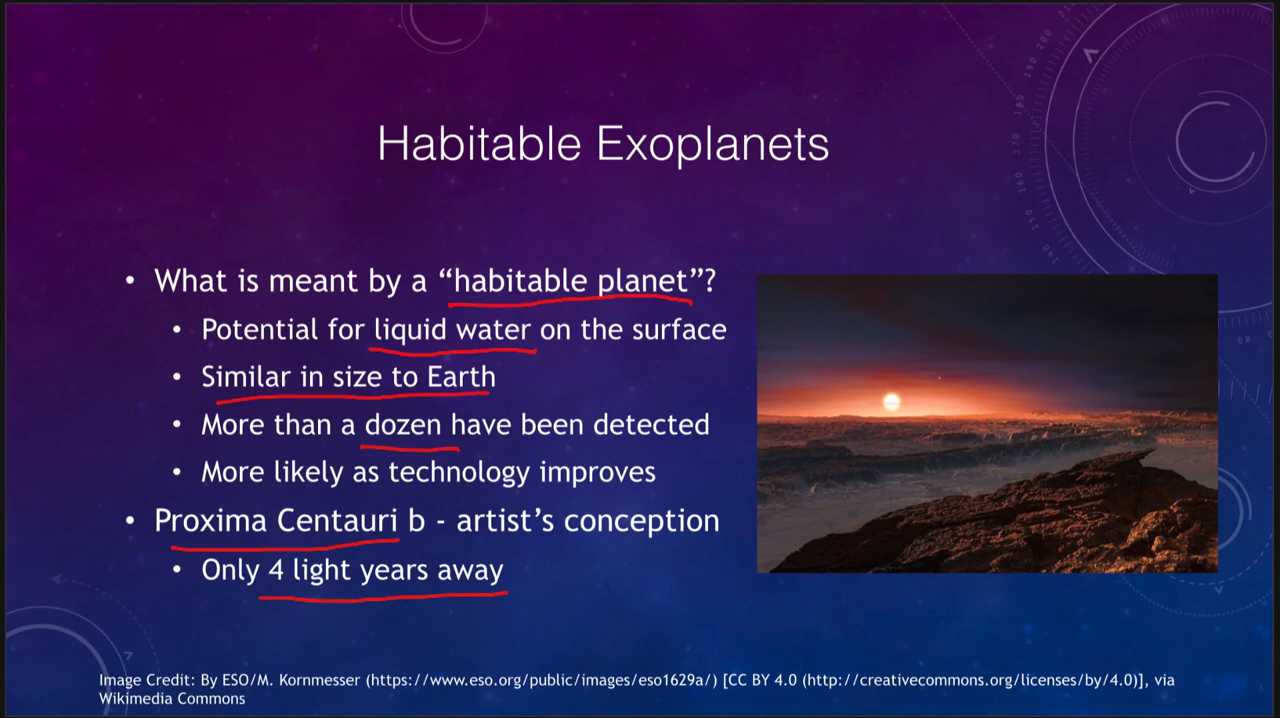 Habitable Exoplanets
• What is meant by a “habitable planet”?
• Potential for liquid water on the surface
• Similar in size to Earth
• More than a dozen have been detected
• More likely as technology improves
• Proxima Centauri b - artist’s conception
• Only 4 light years away
Image Credit: By ESO/M. Kornmesser (https://www.eso.org/public/images/eso1629a/) [CC BY 4.0 (http://creativecommons.org/licenses/by/4.0)], via
Wikimedia Commons